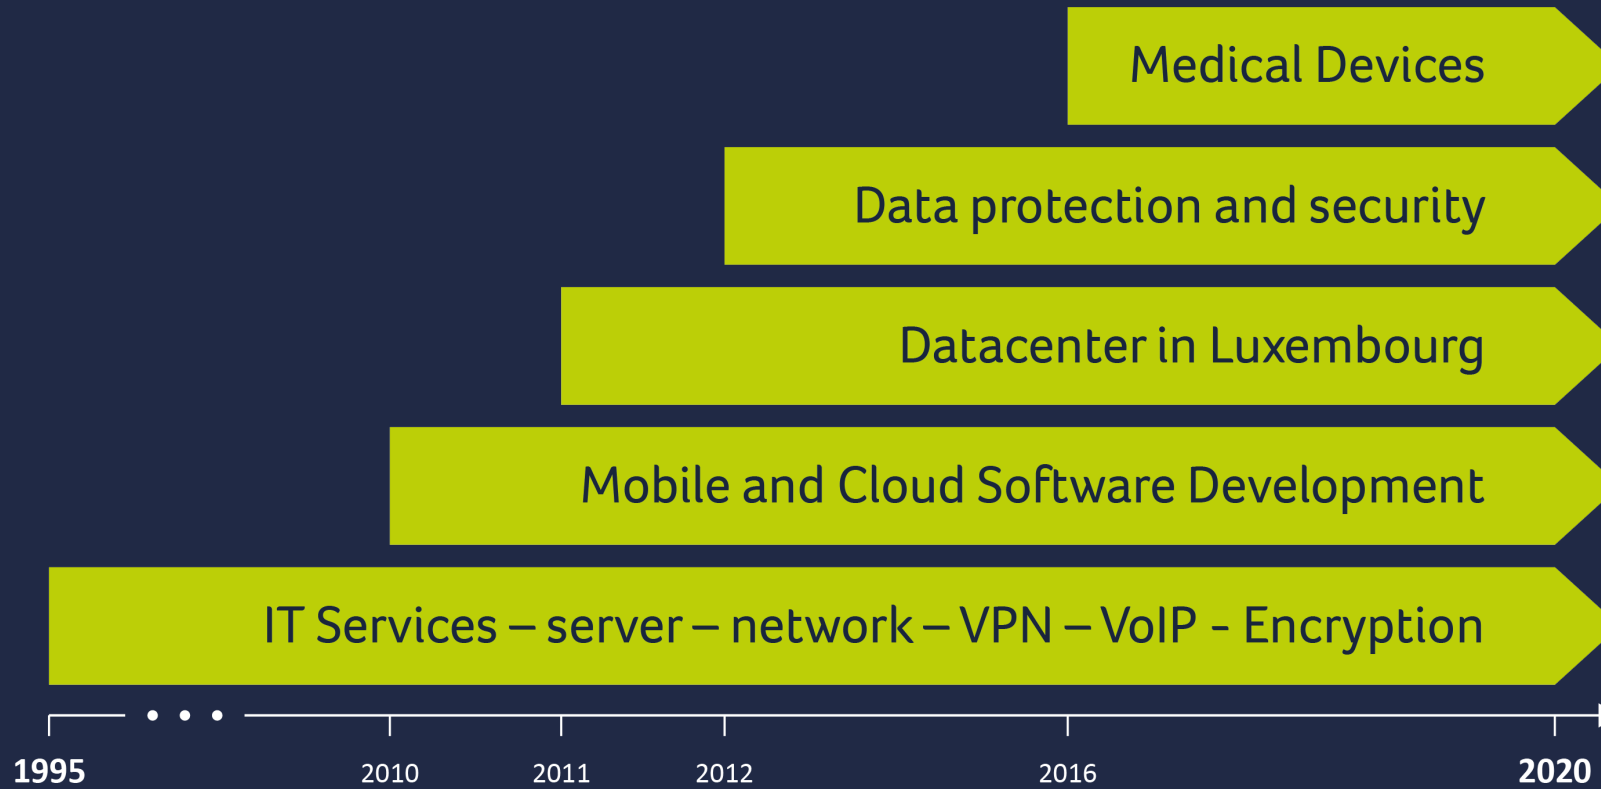 Medical Devices
Data protection and security
Datacenter in Luxembourg
Mobile and Cloud Software Development
IT Services – server – network – VPN – VoIP - Encryption
1995 2010 2011 2012 2016 2020